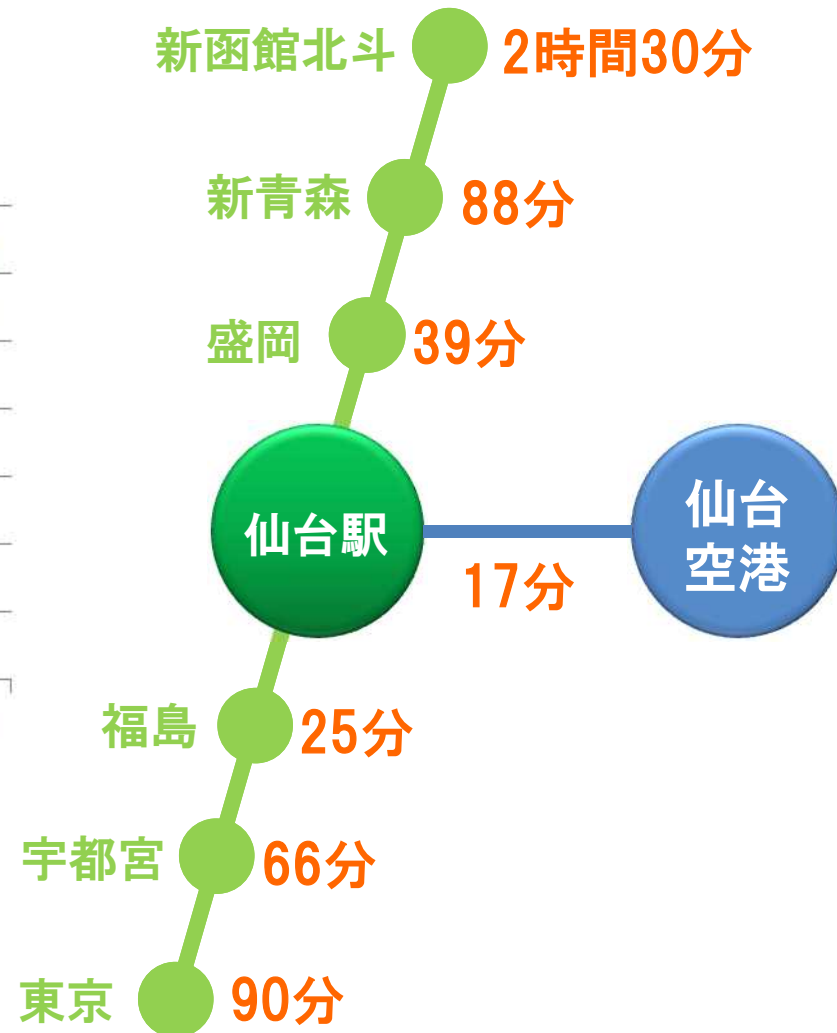 新函館北斗 2時間30分
新青森 88分
盛岡 39分
仙台駅
仙台
空港
17分
福島 25分
宇都宮 66分
東京 90分